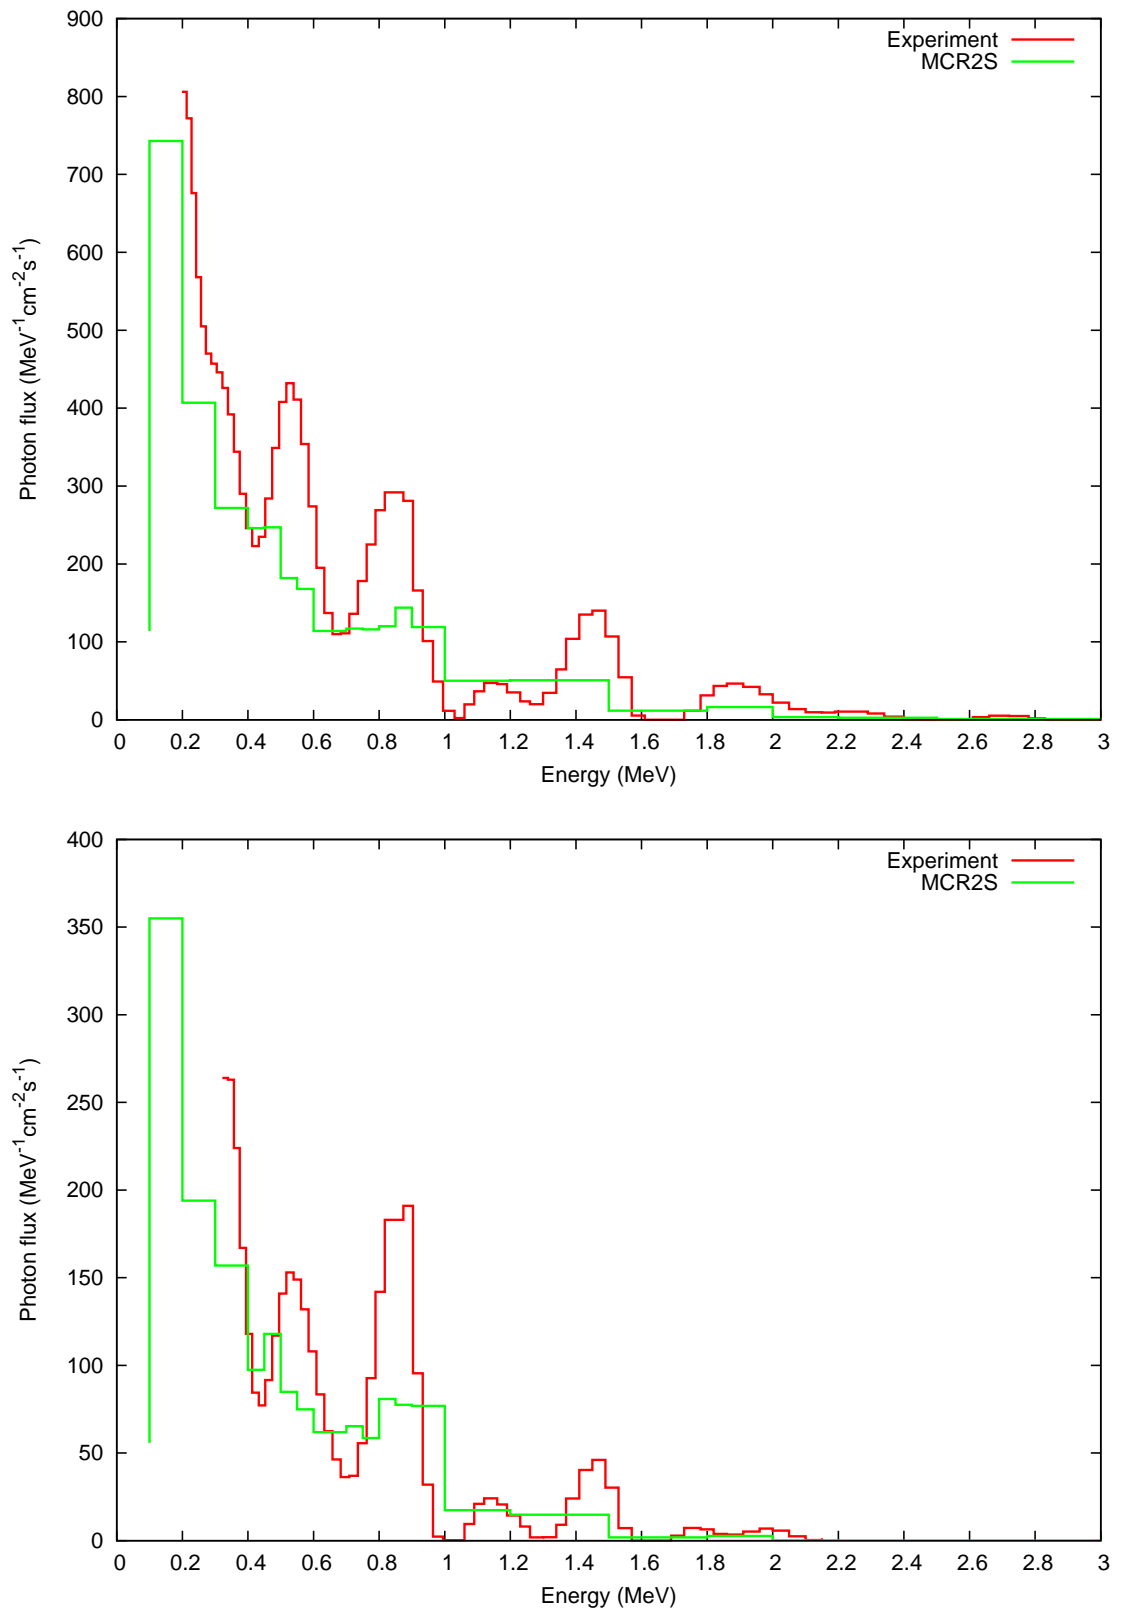 900
800
700
600
500
400
300
200
100
0
Photon flux (MeV⁻¹cm⁻²s⁻¹)
Experiment
MCR2S
0 0.2 0.4 0.6 0.8 1 1.2 1.4 1.6 1.8 2 2.2 2.4 2.6 2.8 3
Energy (MeV)
400
350
300
250
200
150
100
50
0
Photon flux (MeV⁻¹cm⁻²s⁻¹)
Experiment
MCR2S
0 0.2 0.4 0.6 0.8 1 1.2 1.4 1.6 1.8 2 2.2 2.4 2.6 2.8 3
Energy (MeV)